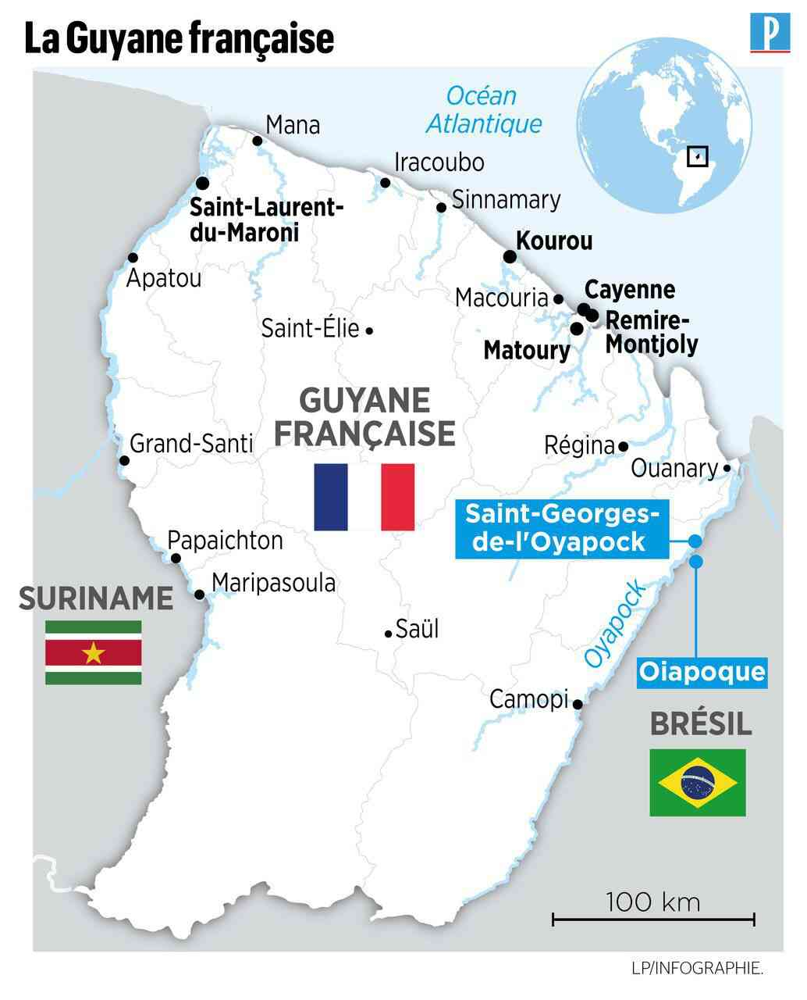 La Guyane française
P
Océan
Atlantique
Mana
Iracoubo
Sinnamary
Saint-Laurent-
du-Maroni
Kourou
Apatou
Macouria
Cayenne
Remire-
Montjoly
Saint-Élie
Matoury
GUYANE
FRANÇAISE
Grand-Santi
Régina
Ouanary
Saint-Georges-
de-l'Oyapock
Papaichton
Maripasoula
SURINAME
Saül
Oyapock
Oiapoque
Camopi
BRÉSIL
100 km
LP/INFOGRAPHIE.